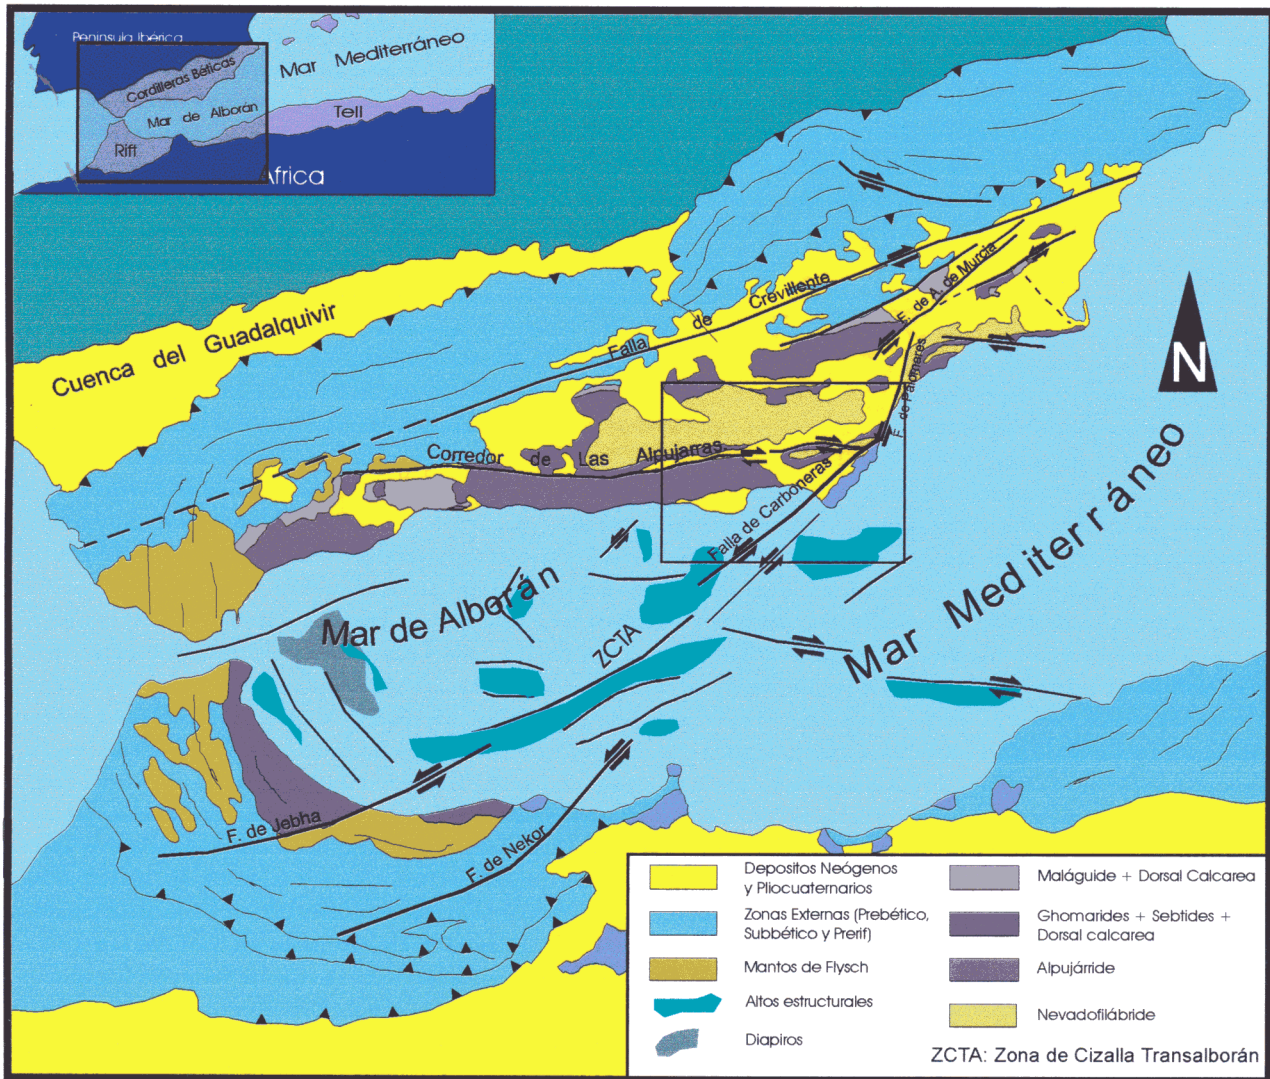 Península Ibérica
Cordilleras Béticas
Mar Mediterráneo
Mar de Alborán
Tell
Rift
África
Cuenca del Guadalquivir
Falla de Crevillente
F. de A. de Murcia
F. de Palomares
N
Corredor de Las Alpujarras
Falla de Carboneras
Mar de Alborán
ZCTA
Mar Mediterráneo
F. de Jebha
F. de Nekor
Depositos Neógenos
y Pliocuaternarios
Zonas Externas (Prebético,
Subbético y Prerif)
Mantos de Flysch
Altos estructurales
Diapiros
Maláguide + Dorsal Calcarea
Ghomarides + Sebtides +
Dorsal calcarea
Alpujárride
Nevadofilábride
ZCTA: Zona de Cizalla Transalborán